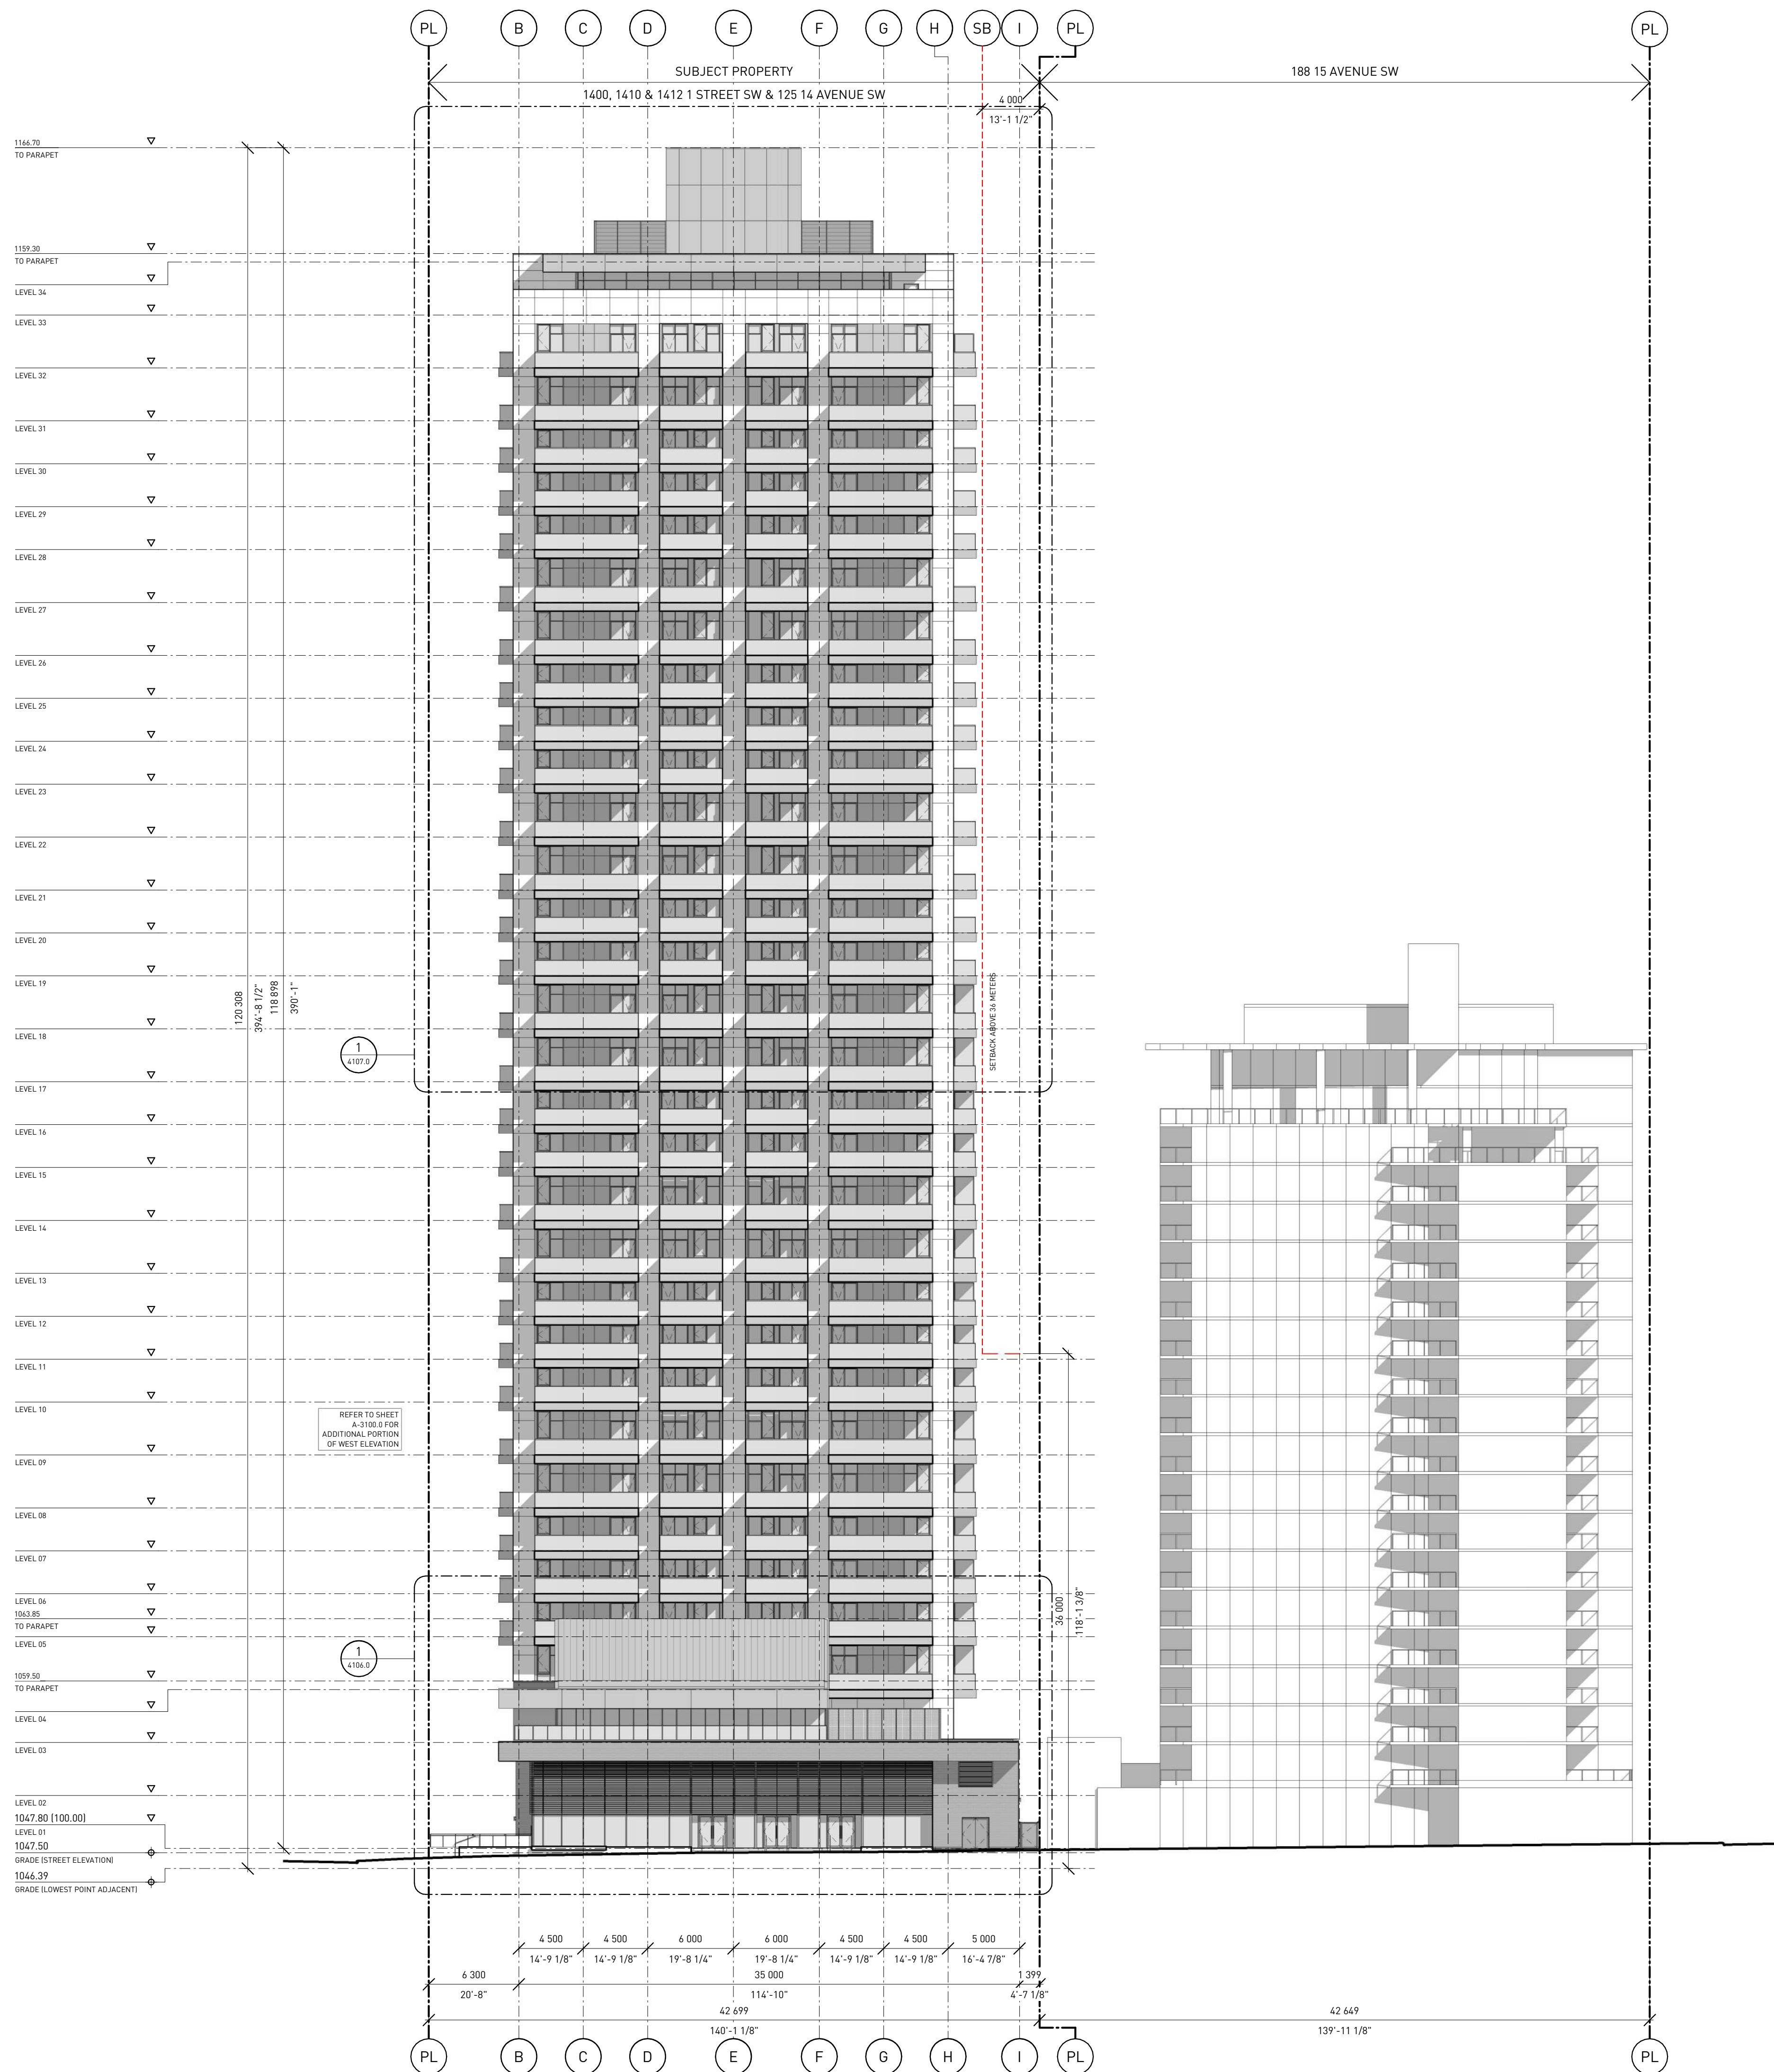 PL B C D E F G H SB I PL PL
SUBJECT PROPERTY
188 15 AVENUE SW
1400, 1410 & 1412 1 STREET SW & 125 14 AVENUE SW
4 000
13'-1 1/2"
1166.70
TO PARAPET
1159.30
TO PARAPET
LEVEL 34
LEVEL 33
LEVEL 32
LEVEL 31
LEVEL 30
LEVEL 29
LEVEL 28
LEVEL 27
LEVEL 26
LEVEL 25
LEVEL 24
LEVEL 23
LEVEL 22
LEVEL 21
LEVEL 20
LEVEL 19
120 308
394'-8 1/2"
118 898
390'-1"
SETBACK ABOVE 36 METERS
LEVEL 18
1
4107.0
LEVEL 17
LEVEL 16
LEVEL 15
LEVEL 14
LEVEL 13
LEVEL 12
LEVEL 11
LEVEL 10
REFER TO SHEET
A-3100.0 FOR
ADDITIONAL PORTION
OF WEST ELEVATION
LEVEL 09
LEVEL 08
LEVEL 07
LEVEL 06
36 000
118'-1 3/8"
1063.85
TO PARAPET
LEVEL 05
1
4106.0
1059.50
TO PARAPET
LEVEL 04
LEVEL 03
LEVEL 02
1047.80 (100.00)
LEVEL 01
1047.50
GRADE (STREET ELEVATION)
1046.39
GRADE (LOWEST POINT ADJACENT)
4 500 4 500 6 000 6 000 4 500 4 500 5 000
14'-9 1/8" 14'-9 1/8" 19'-8 1/4" 19'-8 1/4" 14'-9 1/8" 14'-9 1/8" 16'-4 7/8"
6 300 35 000 1 399
20'-8" 114'-10" 4'-7 1/8"
42 699 42 649
140'-1 1/8" 139'-11 1/8"
PL B C D E F G H I PL PL